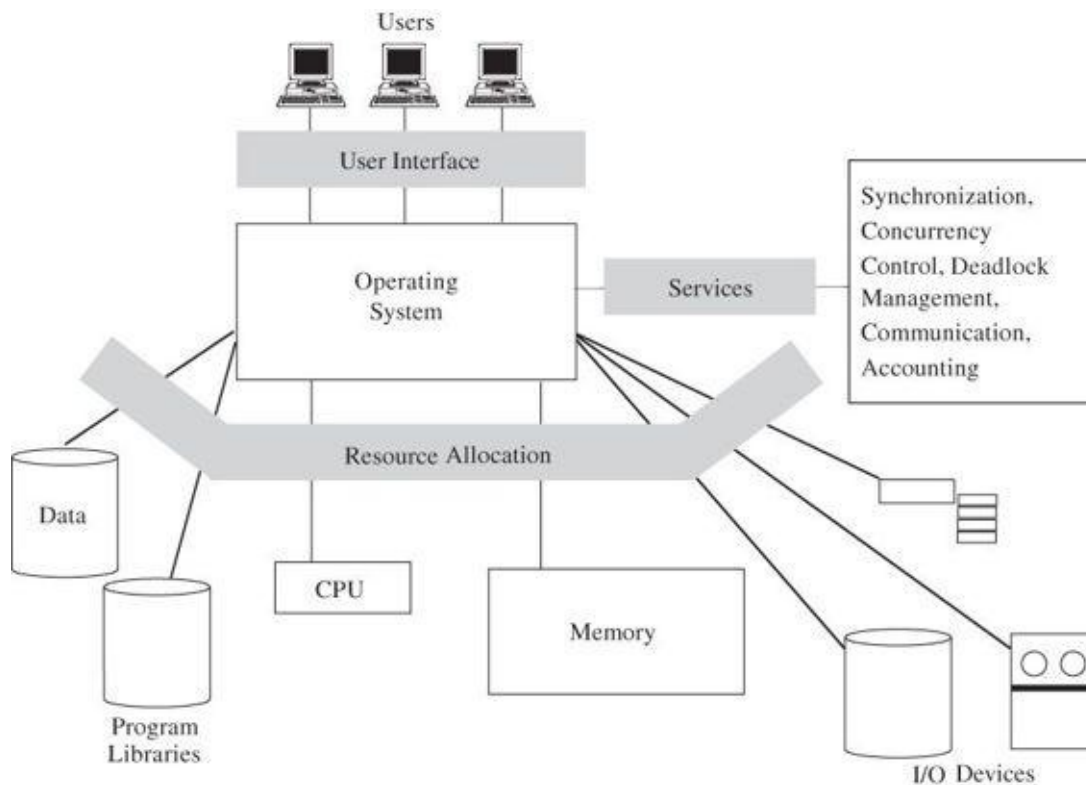 Users
User Interface
Operating
System
Services
Synchronization,
Concurrency
Control, Deadlock
Management,
Communication,
Accounting
Resource Allocation
Data
CPU
Memory
Program
Libraries
I/O Devices